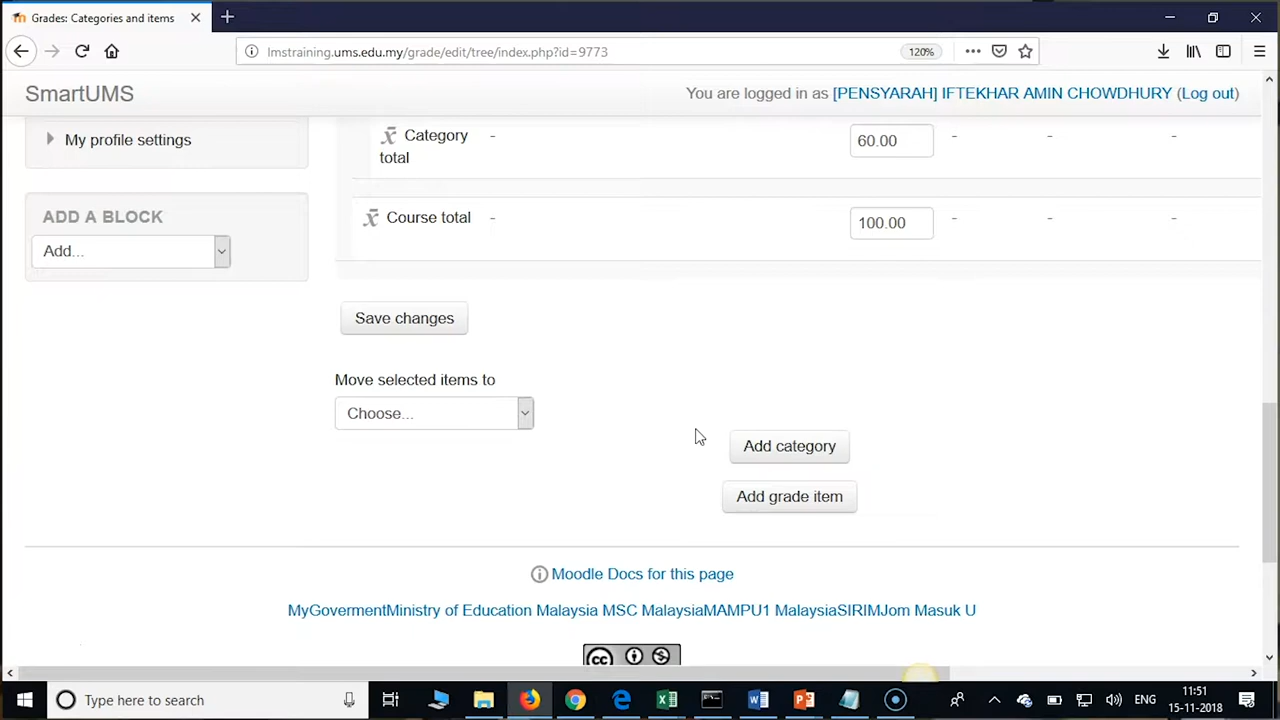 Grades: Categories and items
lmstraining.ums.edu.my/grade/edit/tree/index.php?id=9773
120%
SmartUMS
You are logged in as [PENSYARAH] IFTEKHAR AMIN CHOWDHURY (Log out)
My profile settings
Category total
-
60.00
-
-
-
ADD A BLOCK
Add...
Course total
-
100.00
-
-
-
Save changes
Move selected items to
Choose...
Add category
Add grade item
Moodle Docs for this page
MyGovermentMinistry of Education Malaysia MSC MalaysiaMAMPU1 MalaysiaSIRIMJom Masuk U
cc
Type here to search
ENG
11:51
15-11-2018